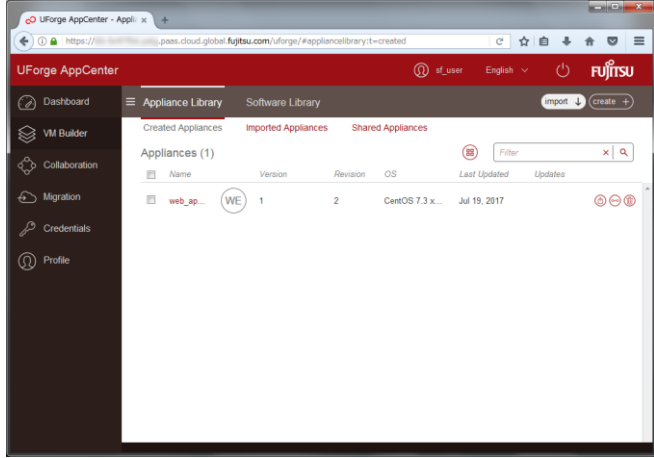 UForge AppCenter - Appli
https://
.paas.cloud.global.fujitsu.com/uforge/#appliancelibrary:t=created
UForge AppCenter
sf_user
English
FUJITSU
Dashboard
Appliance Library
Software Library
import
create +
VM Builder
Created Appliances
Imported Appliances
Shared Appliances
Appliances (1)
Filter
Collaboration
Name
Version
Revision
OS
Last Updated
Updates
Migration
web_ap...
WE
1
2
CentOS 7.3 x...
Jul 19, 2017
Credentials
Profile